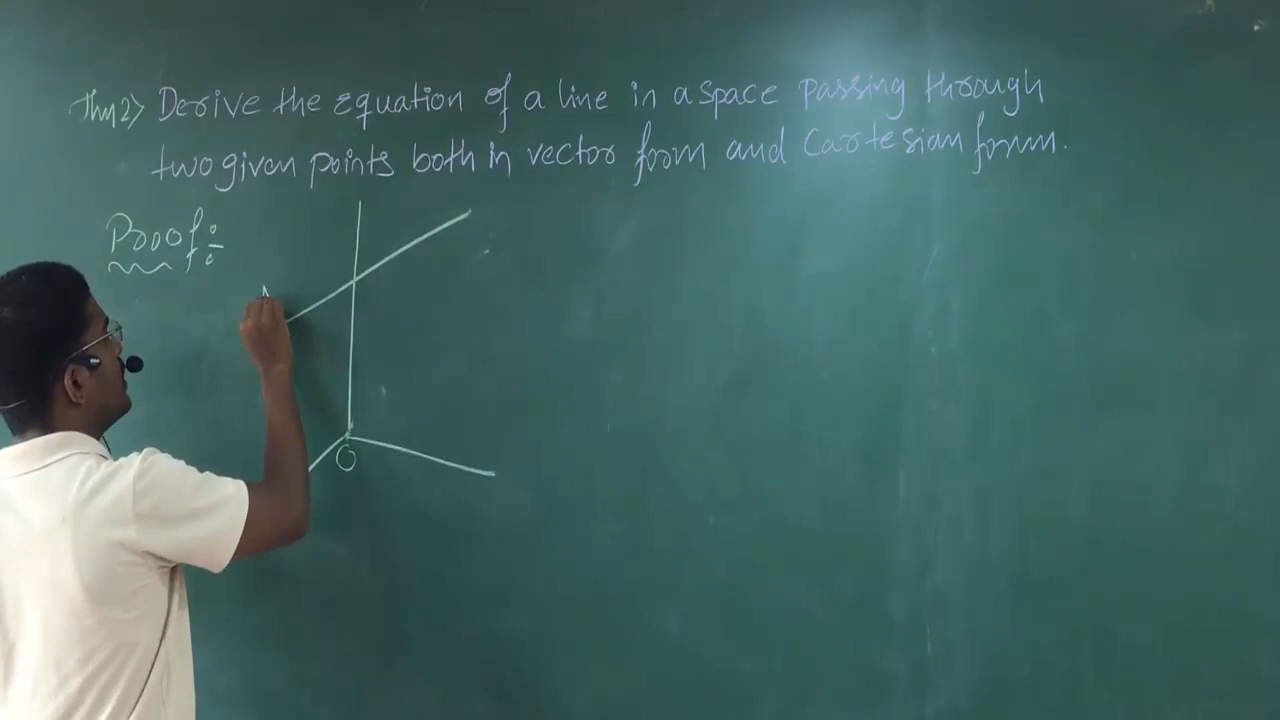 Thm 2) Derive the equation of a line in a space passing through
two given points both in vector form and Cartesian form.
Proof:
A
O